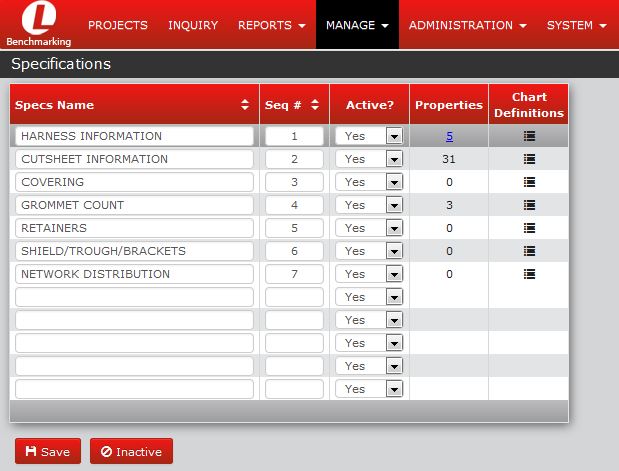 L
Benchmarking
PROJECTS INQUIRY REPORTS MANAGE ADMINISTRATION SYSTEM
Specifications
Specs Name Seq # Active? Properties Chart Definitions
HARNESS INFORMATION 1 Yes 5
CUTSHEET INFORMATION 2 Yes 31
COVERING 3 Yes 0
GROMMET COUNT 4 Yes 3
RETAINERS 5 Yes 0
SHIELD/TROUGH/BRACKETS 6 Yes 0
NETWORK DISTRIBUTION 7 Yes 0
Yes
Yes
Yes
Yes
Yes
Save Inactive